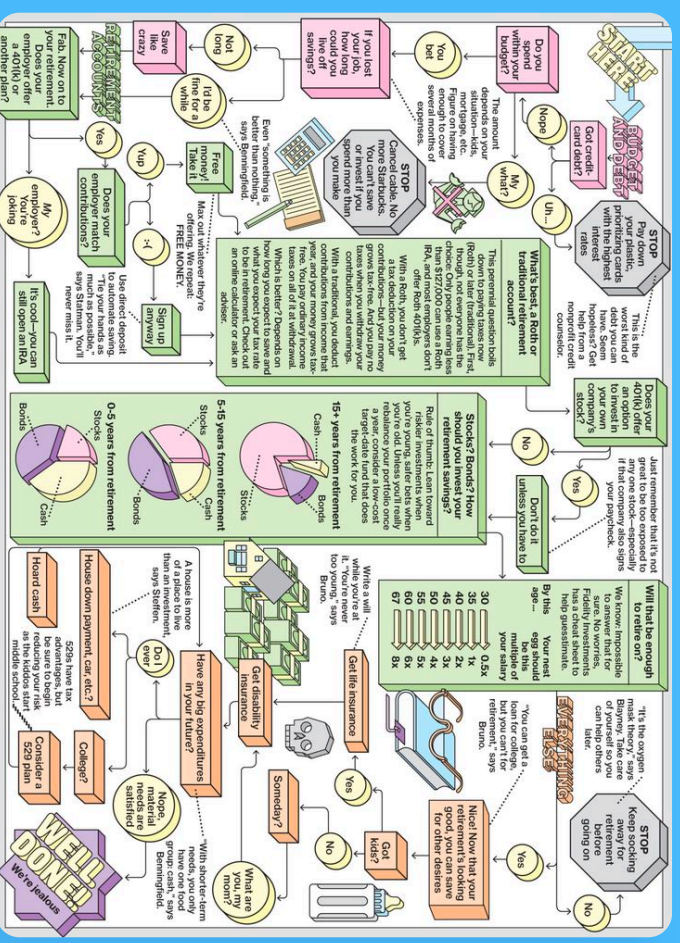 START
HERE
BUDGET
AND DEBT
Do you
spend
within your
budget?
Nope
Got credit-
card debt?
Uh...
STOP
Pay down
your plastic,
prioritizing cards
with the highest
interest
rates
This is the
worst kind of
debt you can
have. Seem
hopeless? Get
help from a
nonprofit credit
counselor.
You
bet
My
what?
STOP
Cancel cable. No
more Starbucks.
You can't save
or invest if you
spend more than
you make
The amount
depends on your
situation—kids,
mortgage, etc.
Figure on having
enough to cover
several months of
expenses.
If you lost
your job,
how long
could you
live off
savings?
Not
long
Save
like
crazy
I'd be
fine for a
while
Even "something is
better than nothing,"
says Benningfield.
RETIREMENT
ACCOUNTS
Fab. Now on to
your retirement.
Does your
employer offer
a 401(k) or
another plan?
Yes
Does your
employer match
contributions?
Yup
Free
money!
Take it
Max out whatever they're
offering. We repeat:
FREE MONEY.
:-(
Sign up
anyway
Use direct deposit
to automate saving.
"Tie your hands as
much as possible,"
says Statman. You'll
never miss it.
My
employer?
You're
joking
It's cool—you can
still open an IRA
What's best, a Roth or
traditional retirement
account?
This perennial question boils
down to paying taxes now
(Roth) or later (traditional). First,
though, not everyone has the
choice: only people earning less
than $127,000 can use a Roth
IRA, and most employers don't
offer Roth 401(k)s.
With a Roth, you don't get
a tax deduction on your
contributions—but your money
grows tax-free. And you pay no
taxes when you withdraw your
contributions and earnings.
With a traditional, you deduct
contributions from income that
year, and your money grows tax-
free. You pay ordinary income
taxes on all of it at withdrawal.
Which is better? Depends on
how long you expect to save and
what you expect your tax rate
to be in retirement. Check out
an online calculator or ask an
adviser.
Does your
401(k) offer
an option
to invest in
your own
company's
stock?
No
Yes
Don't do it
unless you have to
Just remember that it's not
great to be too exposed to
any one stock—especially
if that company also signs
your paycheck.
Stocks? Bonds? How
should you invest your
retirement savings?
Rule of thumb: Lean toward
riskier investments when
you're young, safer bets when
you're old. Unless you'll really
rebalance your portfolio once
a year, consider a low-cost
target-date fund that does
the work for you.
15+ years from retirement
Cash
Bonds
Stocks
5-15 years from retirement
Cash
Stocks
Bonds
0-5 years from retirement
Stocks
Bonds
Cash
Will that be enough
to retire on?
We know: Impossible
to answer that for
sure. No worries,
Fidelity Investments
has a cheat sheet to
help guesstimate.
By this
age...
Your nest
egg should
be this
multiple of
your salary
30 0.5x
35 1x
40 2x
45 3x
50 4x
55 5x
60 6x
67 8x
EVERYTHING
ELSE
"It's the oxygen
mask theory," says
Blayney. Take care
of yourself so you
can help others
later.
STOP
Keep socking
away for
retirement
before
going on
No
Yes
Nice! Now that your
retirement's looking
good, you can save
for other desires
"You can get a
loan for college,
but you can't for
retirement," says
Bruno.
Got
kids?
Yes
No
Get life insurance
Write a will
while you're at
it. "You're never
too young," says
Bruno.
Someday?
What are
you, my
mom?
Get disability
insurance
Have any big expenditures
in your future?
"With shorter-term
needs, you only
have one food
group: cash," says
Benningfield.
Do I
ever
Nope,
material
needs are
satisfied
House down payment, car, etc.?
A house is more
of a place to live
than an investment,
says Steffen.
Hoard cash
College?
Consider a
529 plan
529s have tax
advantages, but
be sure to begin
reducing your risk
as the kiddos start
middle school.
WELL
DONE!
We're jealous